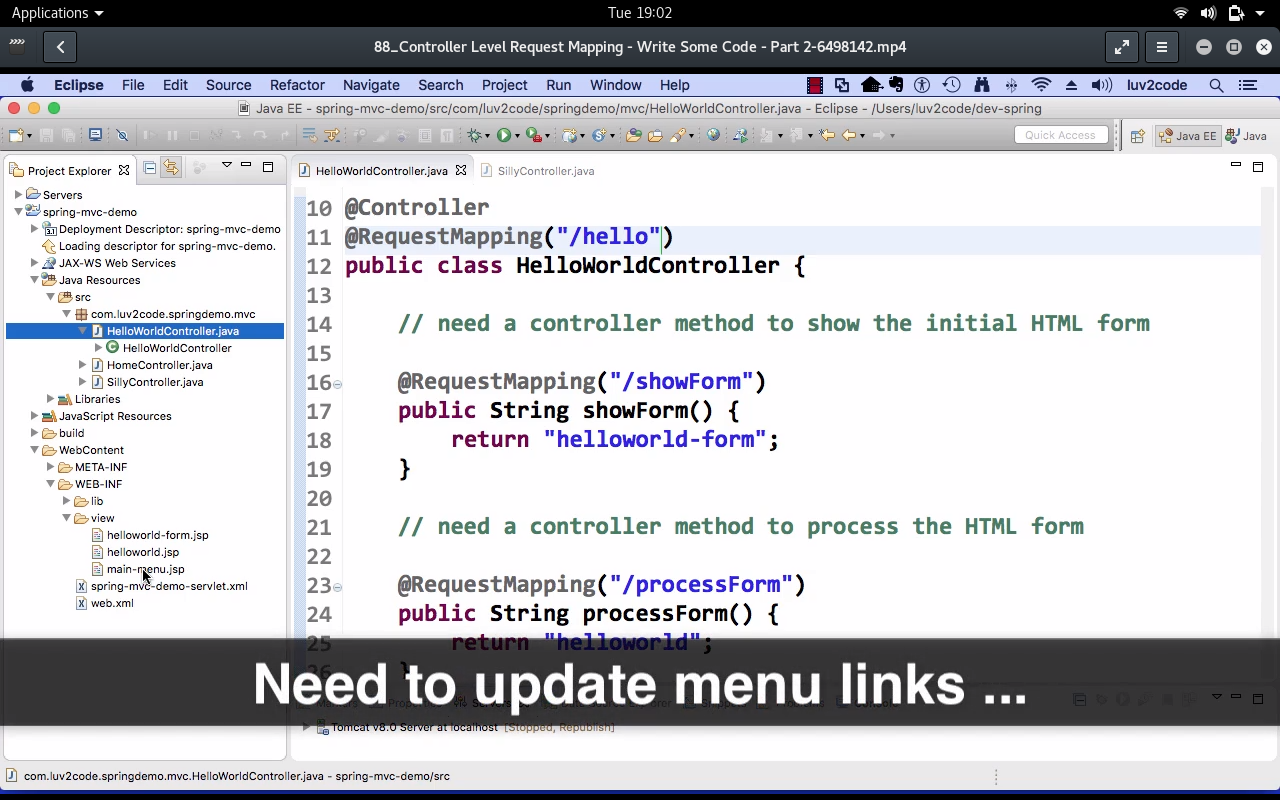 Applications
Tue 19:02
88_Controller Level Request Mapping - Write Some Code - Part 2-6498142.mp4
Eclipse File Edit Source Refactor Navigate Search Project Run Window Help luv2code
Java EE - spring-mvc-demo/src/com/luv2code/springdemo/mvc/HelloWorldController.java - Eclipse - /Users/luv2code/dev-spring
Quick Access Java EE Java
Project Explorer
HelloWorldController.java SillyController.java
Servers
spring-mvc-demo
Deployment Descriptor: spring-mvc-demo
Loading descriptor for spring-mvc-demo.
JAX-WS Web Services
Java Resources
src
com.luv2code.springdemo.mvc
HelloWorldController.java
HelloWorldController
HomeController.java
SillyController.java
Libraries
JavaScript Resources
build
WebContent
META-INF
WEB-INF
lib
view
helloworld-form.jsp
helloworld.jsp
main-menu.jsp
spring-mvc-demo-servlet.xml
web.xml
10 @Controller
11 @RequestMapping("/hello")
12 public class HelloWorldController {
13
14 // need a controller method to show the initial HTML form
15
16 @RequestMapping("/showForm")
17 public String showForm() {
18 return "helloworld-form";
19 }
20
21 // need a controller method to process the HTML form
22
23 @RequestMapping("/processForm")
24 public String processForm() {
25 return "helloworld";
26 }
Need to update menu links ...
Tomcat v8.0 Server at localhost [Stopped, Republish]
com.luv2code.springdemo.mvc.HelloWorldController.java - spring-mvc-demo/src